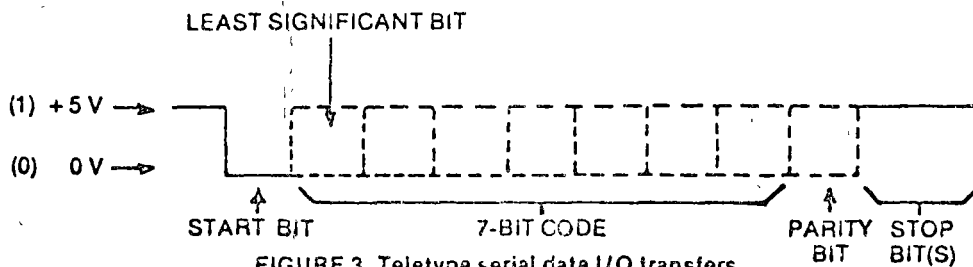 LEAST SIGNIFICANT BIT
(1) +5 V
(0) 0 V
START BIT
7-BIT CODE
PARITY BIT
STOP BIT(S)
FIGURE 3. Teletype serial data I/O transfers